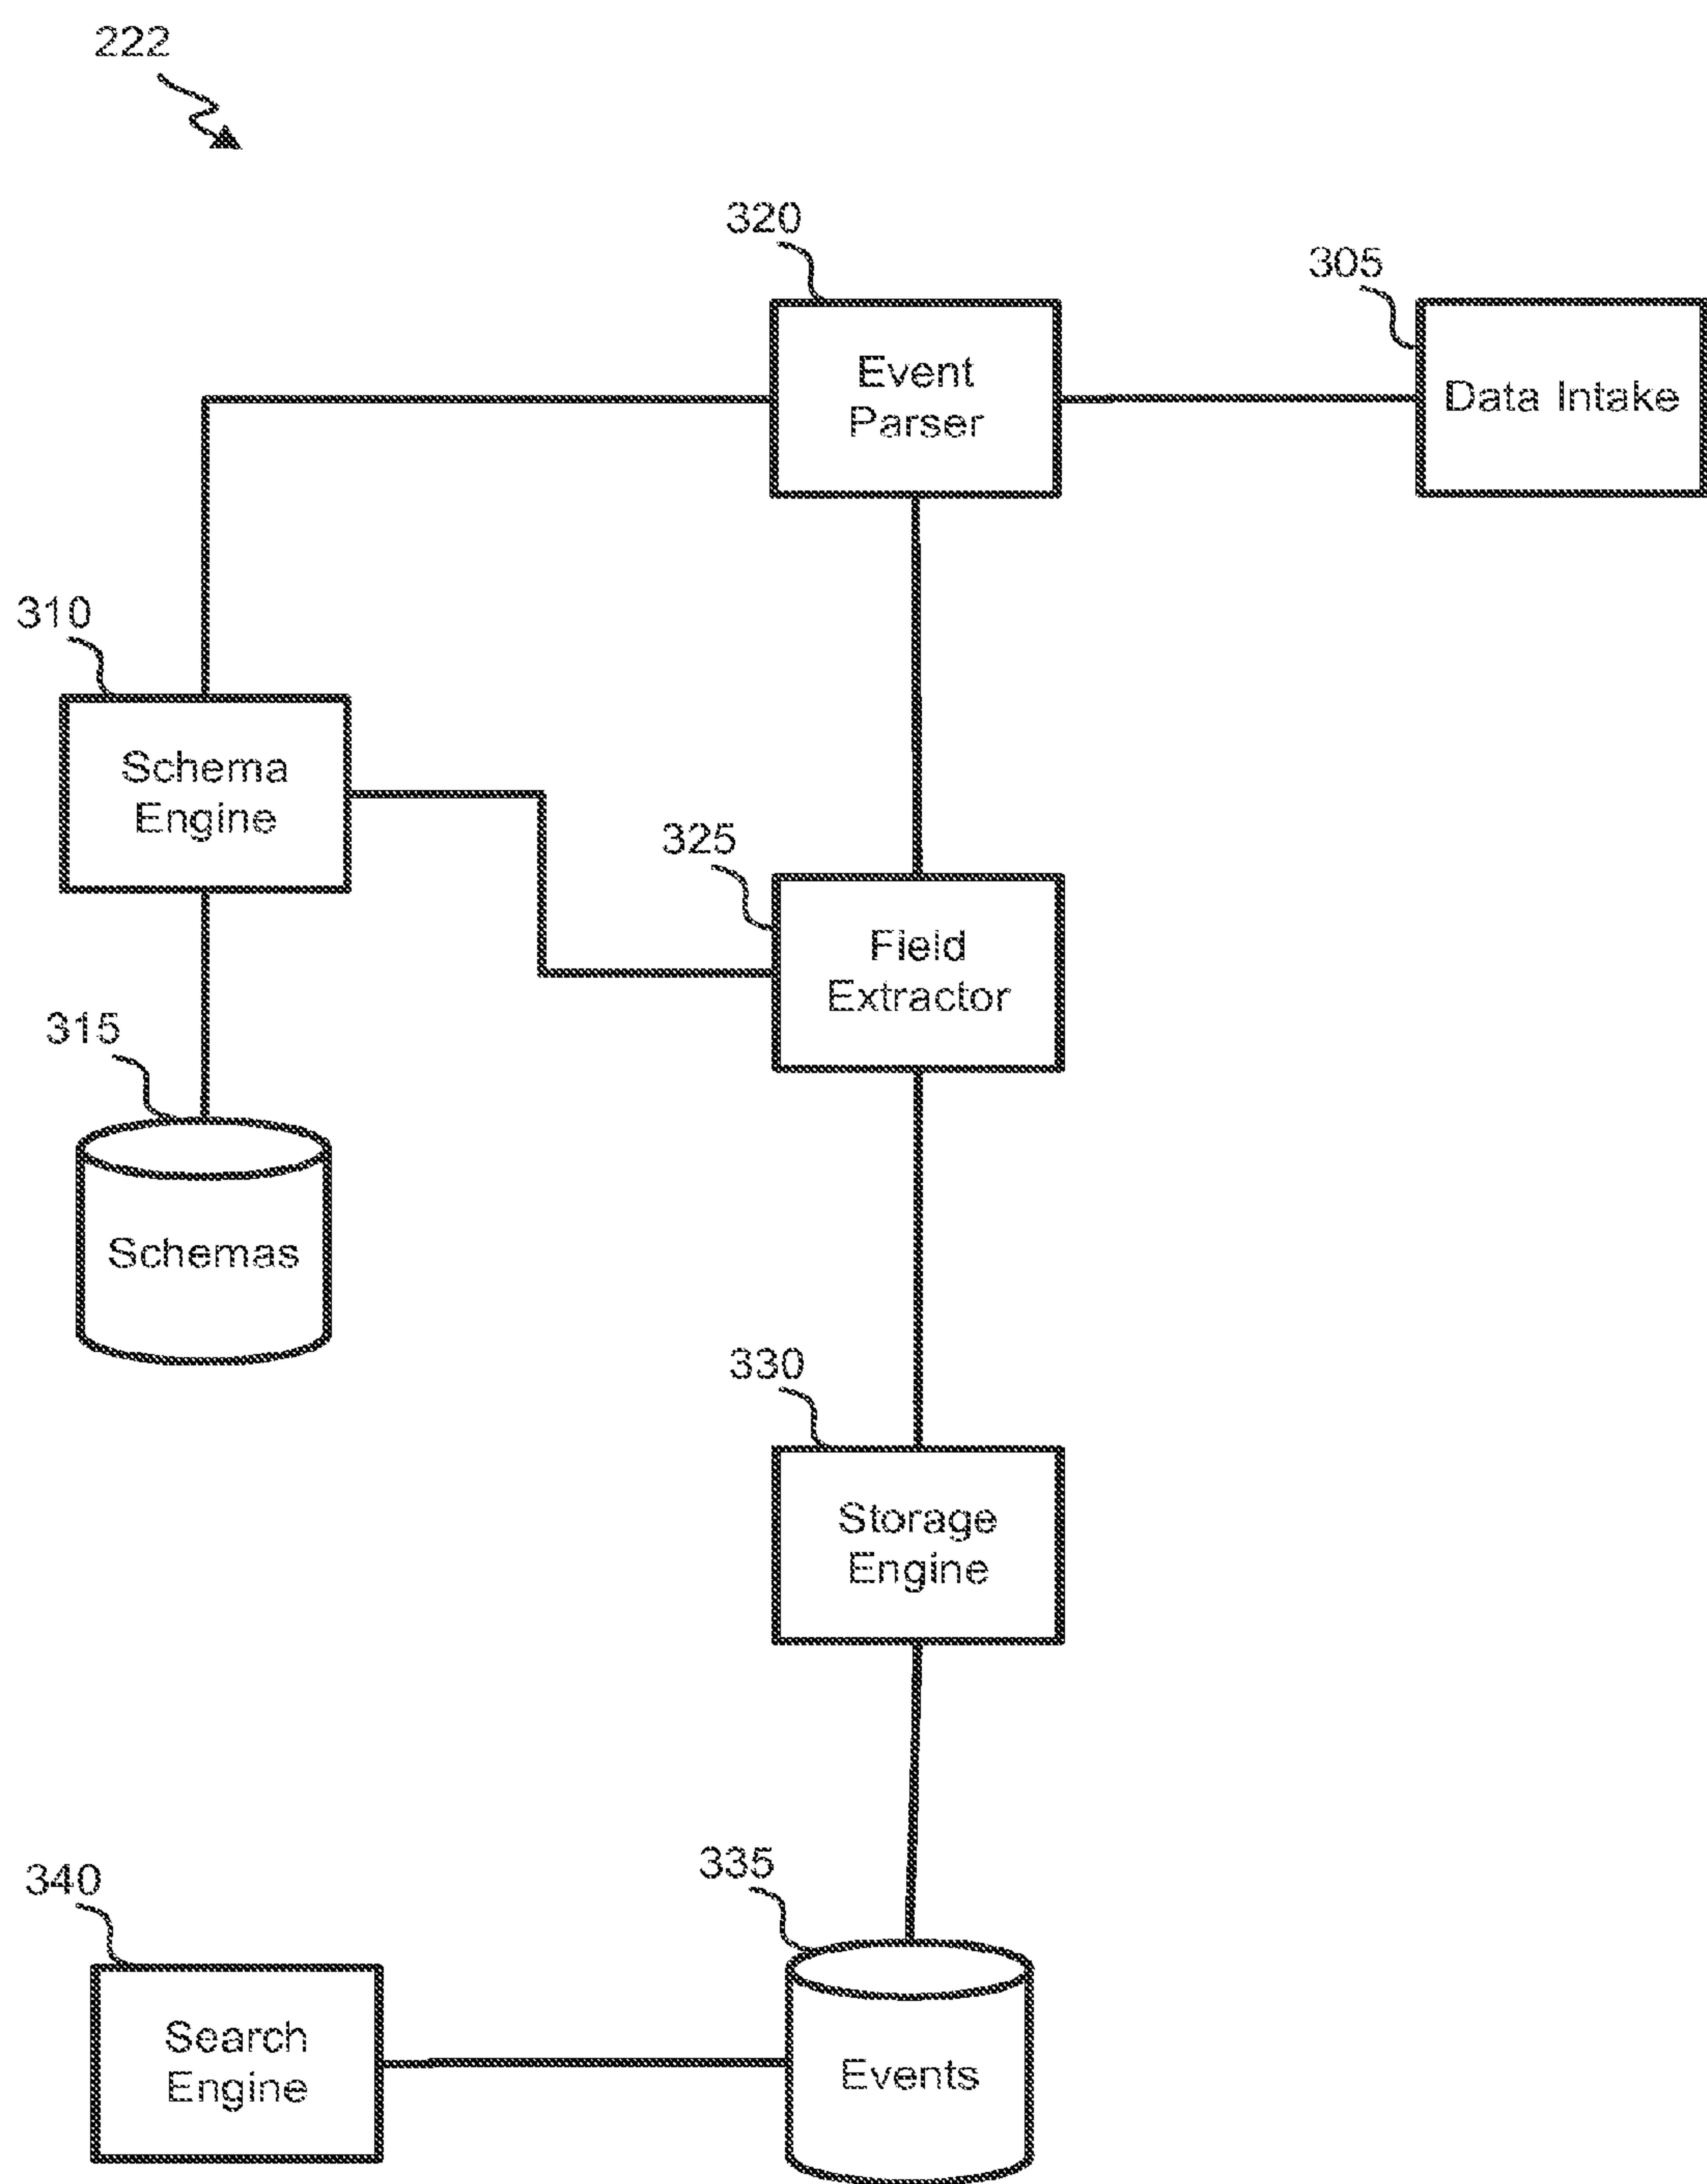 222
320
305
Event
Parser
Data Intake
310
Schema
Engine
325
Field
Extractor
315
Schemas
330
Storage
Engine
340
335
Search
Engine
Events